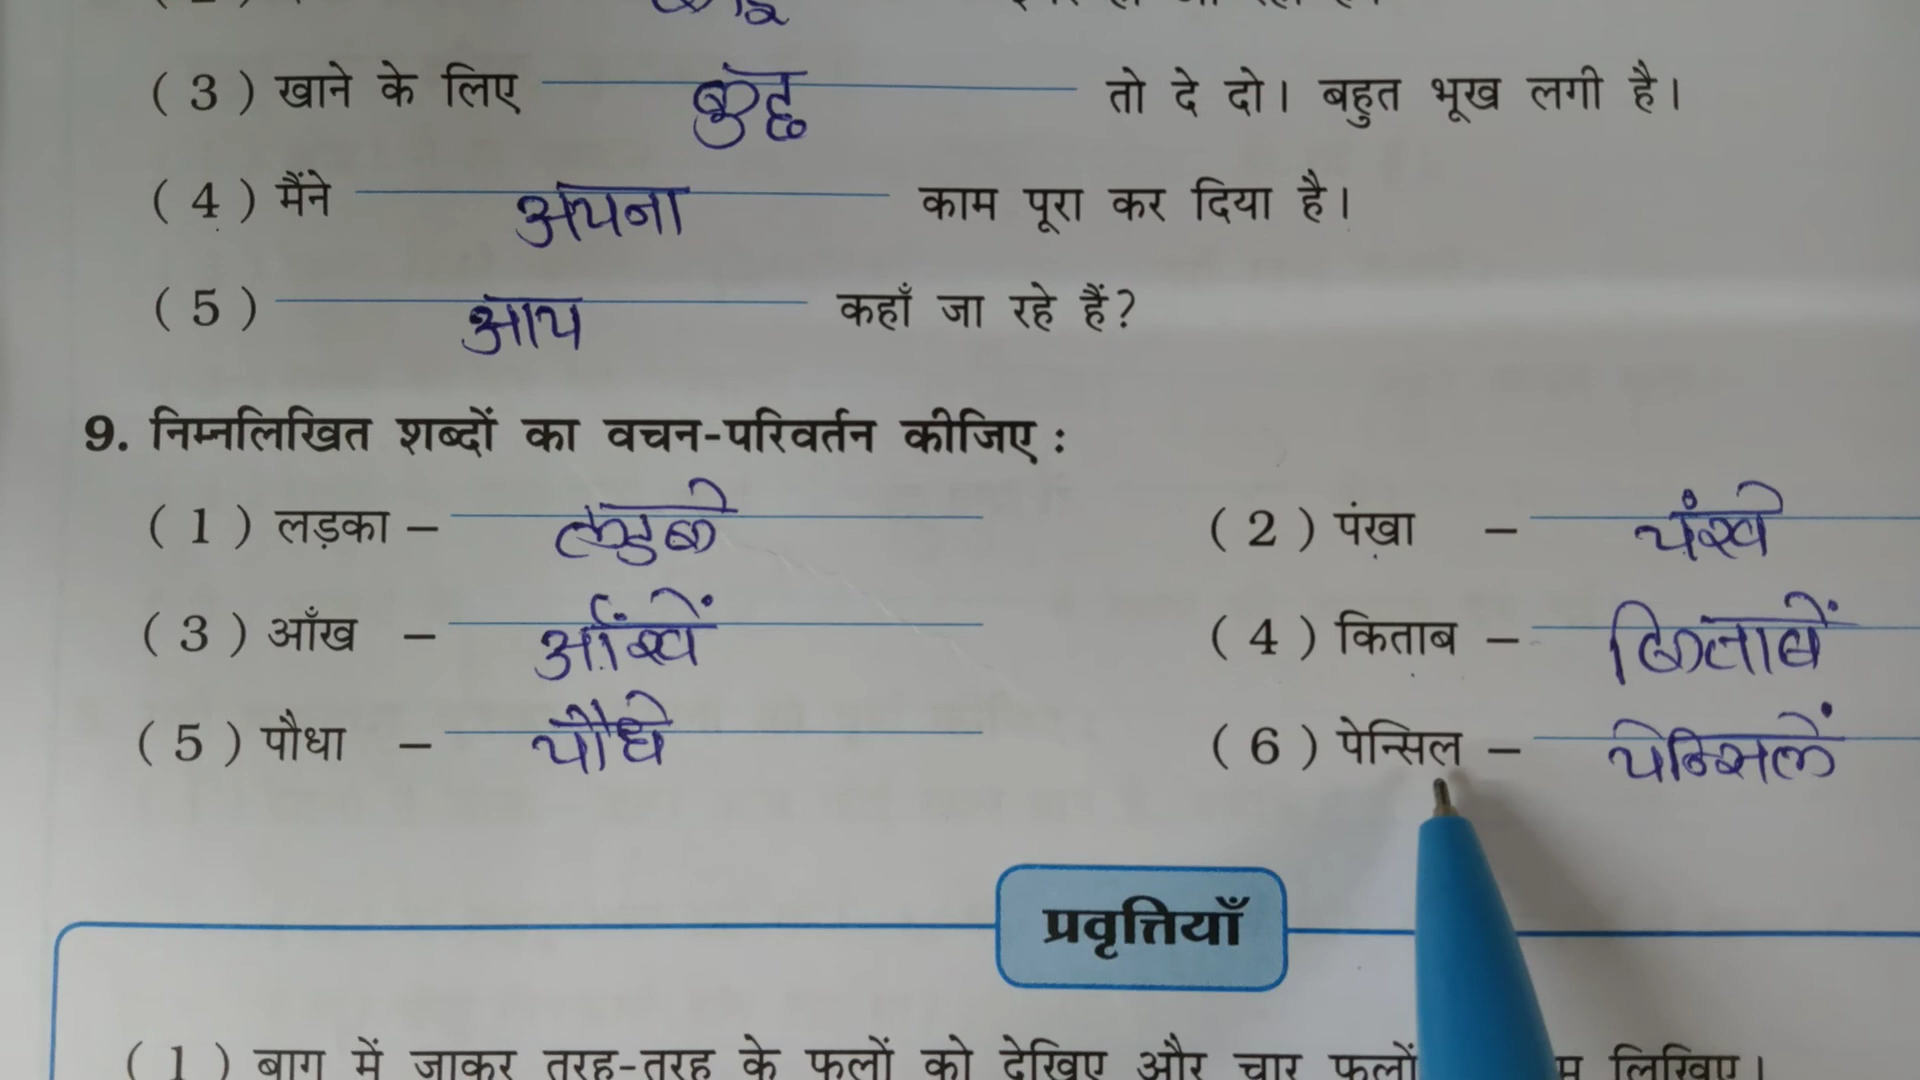 ( 3 ) खाने के लिए कुछ तो दे दो। बहुत भूख लगी है।
( 4 ) मैंने अपना काम पूरा कर दिया है।
( 5 ) आप कहाँ जा रहे हैं?
9. निम्नलिखित शब्दों का वचन-परिवर्तन कीजिए :
( 1 ) लड़का – लड़के ( 2 ) पंखा – पंखे
( 3 ) आँख – आँखें ( 4 ) किताब – किताबें
( 5 ) पौधा – पौधे ( 6 ) पेन्सिल – पेन्सिलें
प्रवृत्तियाँ
( 1 ) बाग में जाकर तरह-तरह के फलों को देखिए और चार फलों लिखिए।